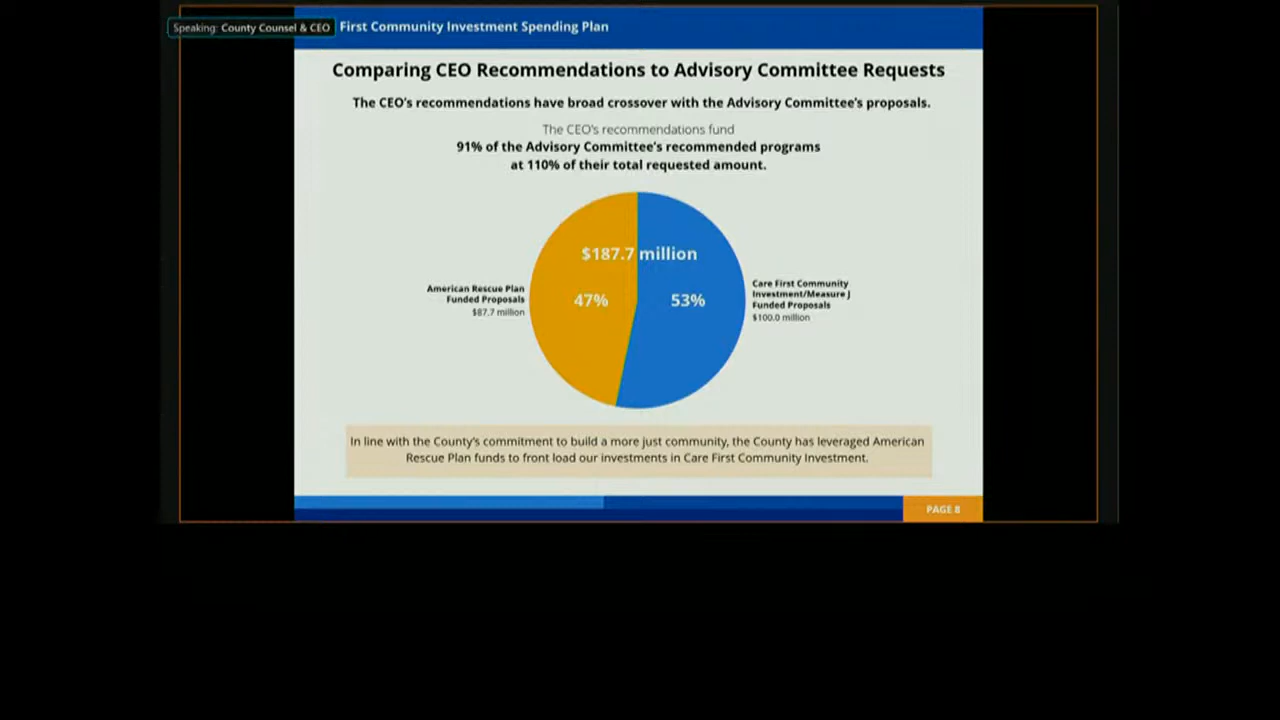 Speaking: County Counsel & CEO
First Community Investment Spending Plan
Comparing CEO Recommendations to Advisory Committee Requests
The CEO's recommendations have broad crossover with the Advisory Committee's proposals.
The CEO's recommendations fund
91% of the Advisory Committee's recommended programs
at 110% of their total requested amount.
$187.7 million
American Rescue Plan
Funded Proposals
$87.7 million
47%
53%
Care First Community
Investment/Measure J
Funded Proposals
$100.0 million
In line with the County's commitment to build a more just community, the County has leveraged American
Rescue Plan funds to front load our investments in Care First Community Investment.
PAGE 8